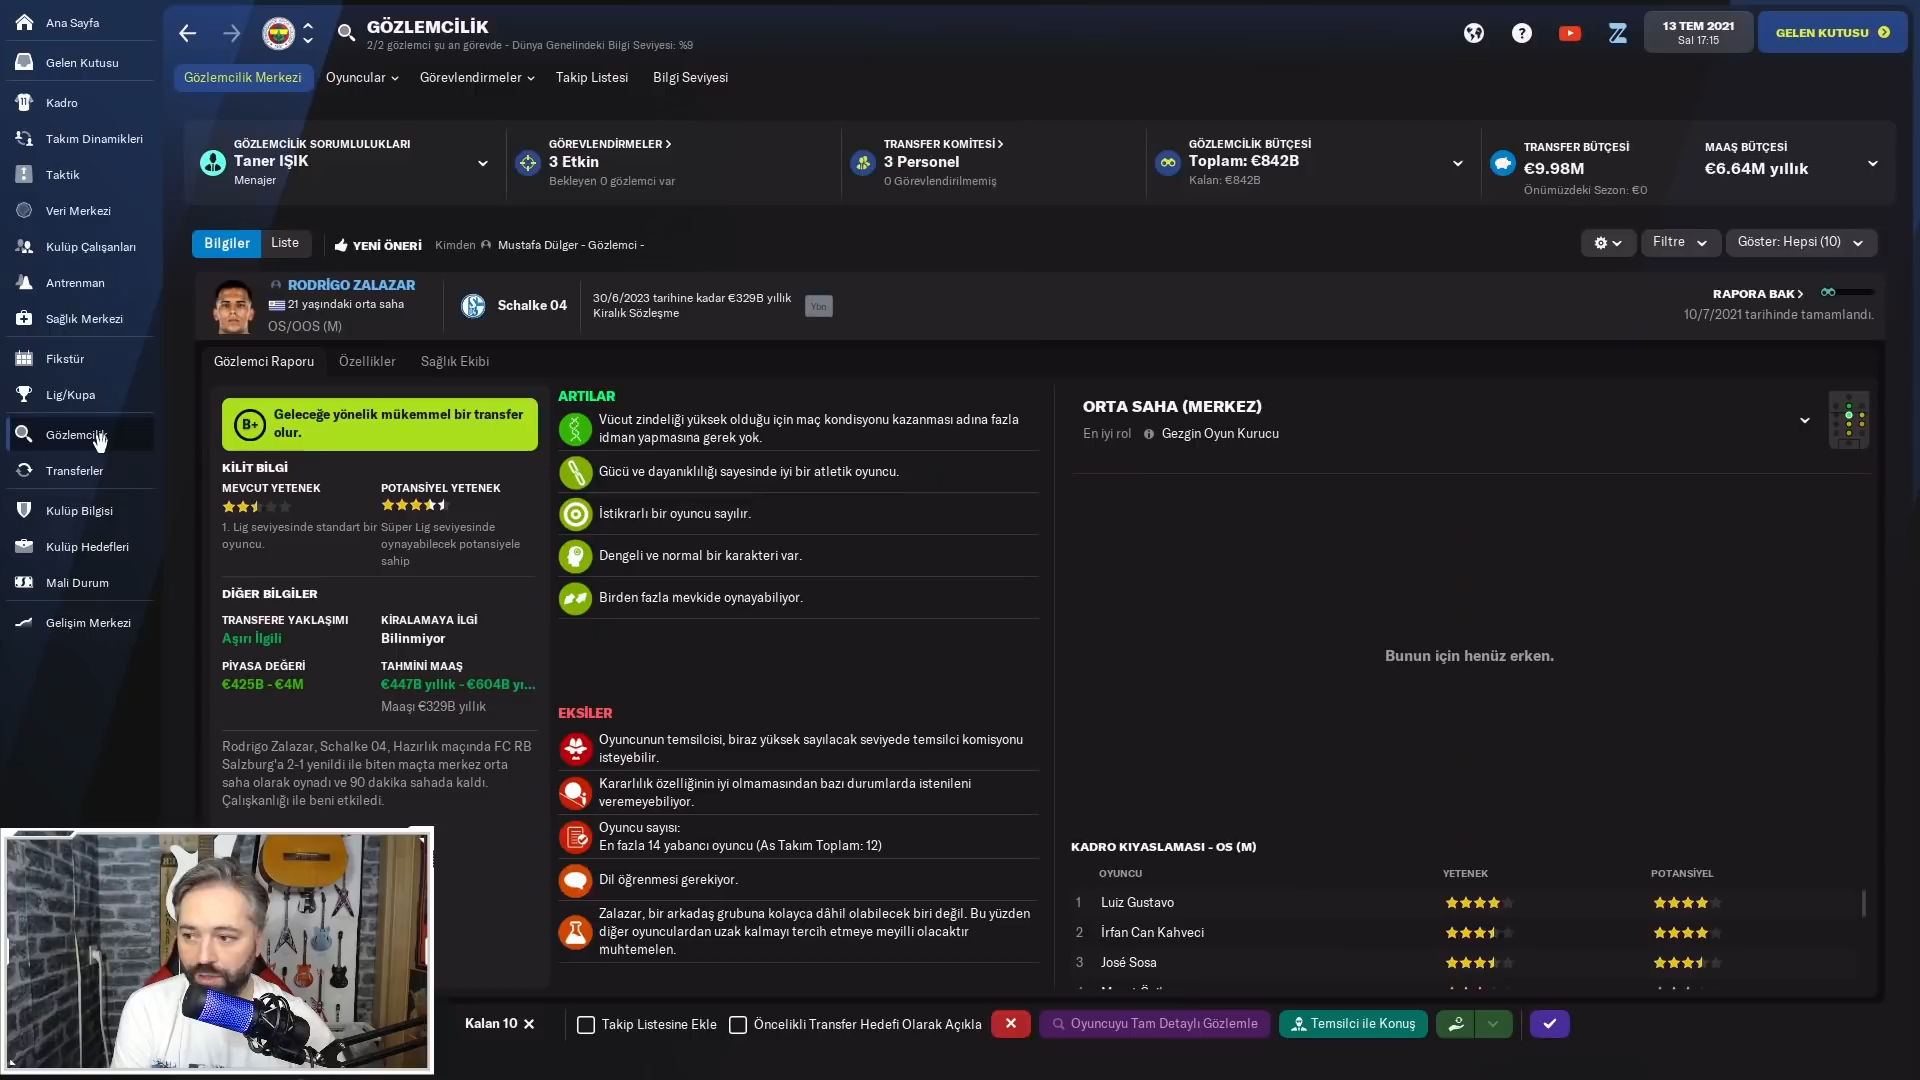 Ana Sayfa
Gelen Kutusu
Kadro
Takım Dinamikleri
Taktik
Veri Merkezi
Kulüp Çalışanları
Antrenman
Sağlık Merkezi
Fikstür
Lig/Kupa
Gözlemcilik
Transferler
Kulüp Bilgisi
Kulüp Hedefleri
Mali Durum
Gelişim Merkezi
GÖZLEMCİLİK
2/2 gözlemci şu an görevde - Dünya Genelindeki Bilgi Seviyesi: %9
13 TEM 2021
Sal 17:15
GELEN KUTUSU
Gözlemcilik Merkezi
Oyuncular
Görevlendirmeler
Takip Listesi
Bilgi Seviyesi
GÖZLEMCİLİK SORUMLULUKLARI
Taner IŞIK
Menajer
GÖREVLENDİRMELER >
3 Etkin
Bekleyen 0 gözlemci var
TRANSFER KOMİTESİ >
3 Personel
0 Görevlendirilmemiş
GÖZLEMCİLİK BÜTÇESİ
Toplam: €842B
Kalan: €842B
TRANSFER BÜTÇESİ
€9.98M
Önümüzdeki Sezon: €0
MAAŞ BÜTÇESİ
€6.64M yıllık
Bilgiler
Liste
YENİ ÖNERİ Kimden Mustafa Dülger - Gözlemci -
Filtre
Göster: Hepsi (10)
RODRİGO ZALAZAR
21 yaşındaki orta saha
OS/OOS (M)
Schalke 04
30/6/2023 tarihine kadar €329B yıllık
Kiralık Sözleşme
Ybn
RAPORA BAK >
10/7/2021 tarihinde tamamlandı.
Gözlemci Raporu
Özellikler
Sağlık Ekibi
B+
Geleceğe yönelik mükemmel bir transfer
olur.
KİLİT BİLGİ
MEVCUT YETENEK
1. Lig seviyesinde standart bir
oyuncu.
POTANSİYEL YETENEK
Süper Lig seviyesinde
oynayabilecek potansiyele
sahip
DİĞER BİLGİLER
TRANSFERE YAKLAŞIMI
Aşırı İlgili
KİRALAMAYA İLGİ
Bilinmiyor
PİYASA DEĞERİ
€425B - €4M
TAHMİNİ MAAŞ
€447B yıllık - €604B yı...
Maaşı €329B yıllık
Rodrigo Zalazar, Schalke 04, Hazırlık maçında FC RB
Salzburg'a 2-1 yenildi ile biten maçta merkez orta
saha olarak oynadı ve 90 dakika sahada kaldı.
Çalışkanlığı ile beni etkiledi.
ARTILAR
Vücut zindeliği yüksek olduğu için maç kondisyonu kazanması adına fazla
idman yapmasına gerek yok.
Gücü ve dayanıklılığı sayesinde iyi bir atletik oyuncu.
İstikrarlı bir oyuncu sayılır.
Dengeli ve normal bir karakteri var.
Birden fazla mevkide oynayabiliyor.
EKSİLER
Oyuncunun temsilcisi, biraz yüksek sayılacak seviyede temsilci komisyonu
isteyebilir.
Kararlılık özelliğinin iyi olmamasından bazı durumlarda istenileni
veremeyebiliyor.
Oyuncu sayısı:
En fazla 14 yabancı oyuncu (As Takım Toplam: 12)
Dil öğrenmesi gerekiyor.
Zalazar, bir arkadaş grubuna kolayca dâhil olabilecek biri değil. Bu yüzden
diğer oyunculardan uzak kalmayı tercih etmeye meyilli olacaktır
muhtemelen.
ORTA SAHA (MERKEZ)
En iyi rol Gezgin Oyun Kurucu
Bunun için henüz erken.
KADRO KIYASLAMASI - OS (M)
OYUNCU YETENEK POTANSİYEL
1 Luiz Gustavo
2 İrfan Can Kahveci
3 José Sosa
Kalan 10
Takip Listesine Ekle
Öncelikli Transfer Hedefi Olarak Açıkla
Oyuncuyu Tam Detaylı Gözlemle
Temsilci ile Konuş